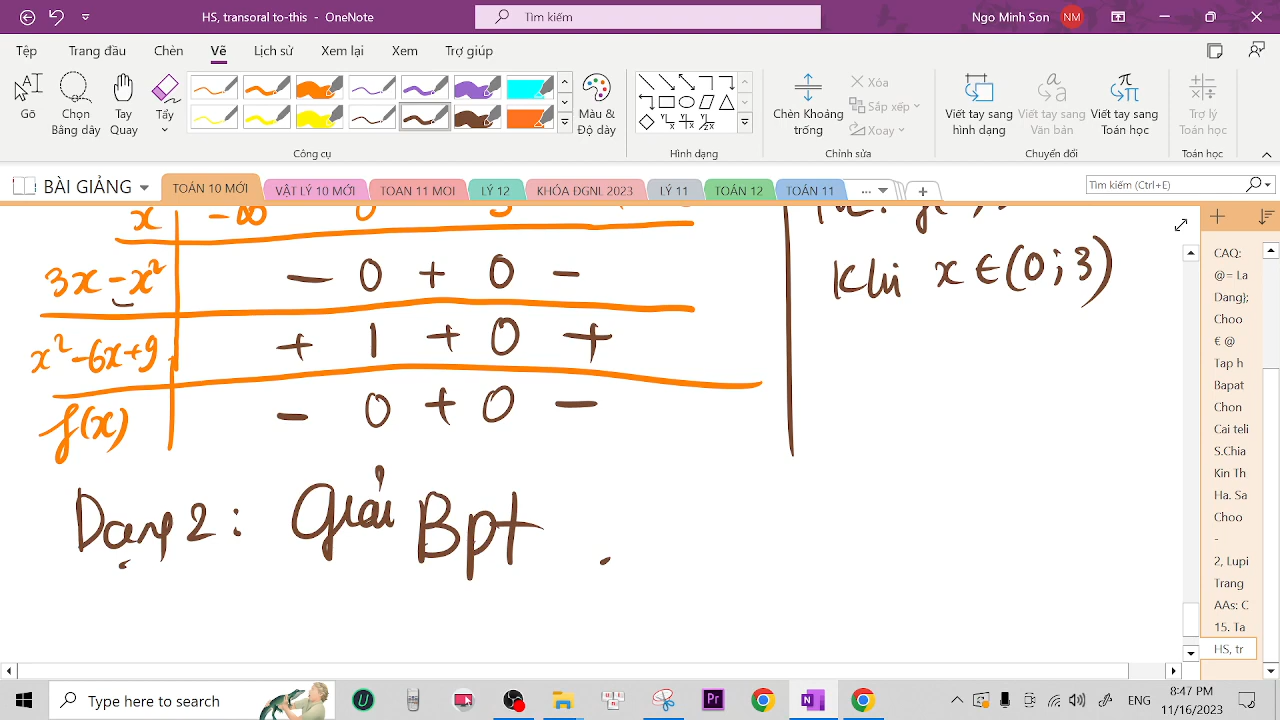 HS, transoral to-this - OneNote
Tìm kiếm
Ngo Minh Son NM
Tệp Trang đầu Chèn Vẽ Lịch sử Xem lại Xem Trợ giúp
Gõ
Chọn Bằng dây
Tay Quay
Tẩy
Màu & Độ dày
Chèn Khoảng trống
Xóa
Sắp xếp
Xoay
Viết tay sang hình dạng
Viết tay sang Văn bản
Viết tay sang Toán học
Trợ lý Toán học
Công cụ Hình dạng Chỉnh sửa Chuyển đổi Toán học
BÀI GIẢNG TOÁN 10 MỚI VẬT LÝ 10 MỚI TOAN 11 MOI LÝ 12 KHÓA ĐGNL 2023 LÝ 11 TOÁN 12 TOÁN 11 ... +
Tìm kiếm (Ctrl+E)
x -∞
3x - x² - 0 + 0 -
x² - 6x + 9 + 1 + 0 +
f(x) - 0 + 0 -
Khi x ∈ (0; 3)
Dạng 2: Giải Bpt
CAQ:
@= La
Dang);
Choo
€ @
Tap h
Bapat
Chon
Cai teli
S.Chia
Kin Th
Ha. Sa
Choo
-
2, Lupi
Trang
AAs: C
15. Ta
HS, tr
Type here to search
ENG
8:47 PM
11/16/2023